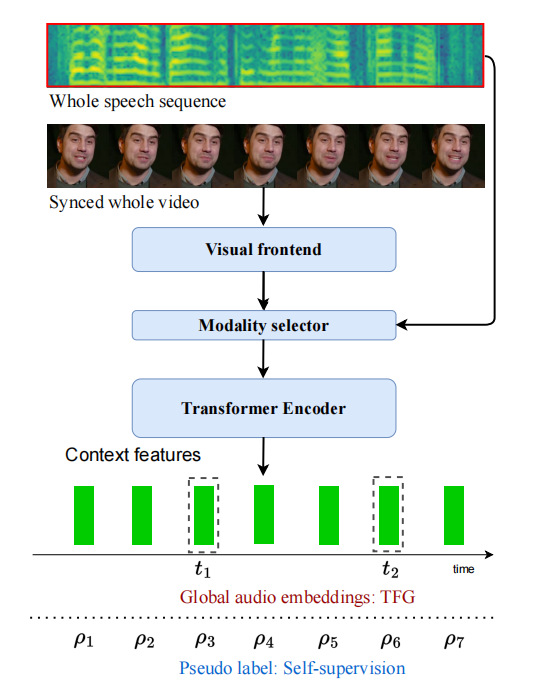 Whole speech sequence
Synced whole video
Visual frontend
Modality selector
Transformer Encoder
Context features
t1 t2 time
Global audio embeddings: TFG
ρ1 ρ2 ρ3 ρ4 ρ5 ρ6 ρ7
Pseudo label: Self-supervision